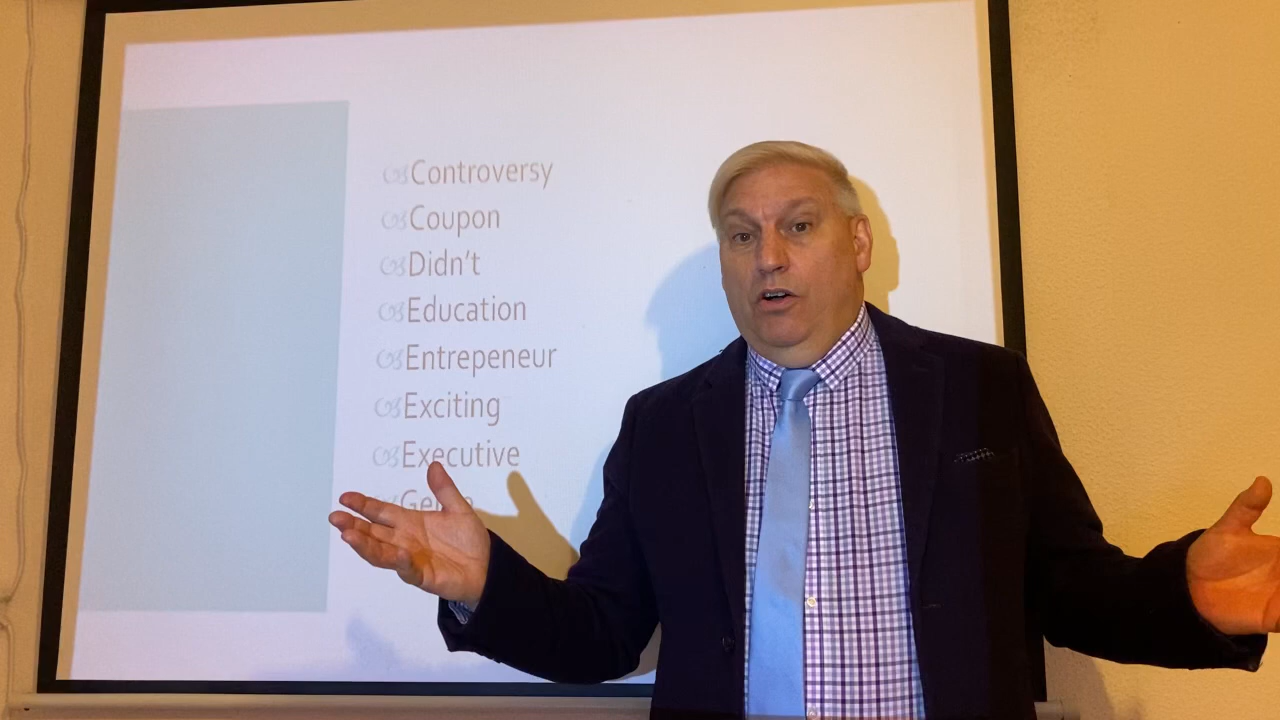 Controversy
Coupon
Didn't
Education
Entrepeneur
Exciting
Executive